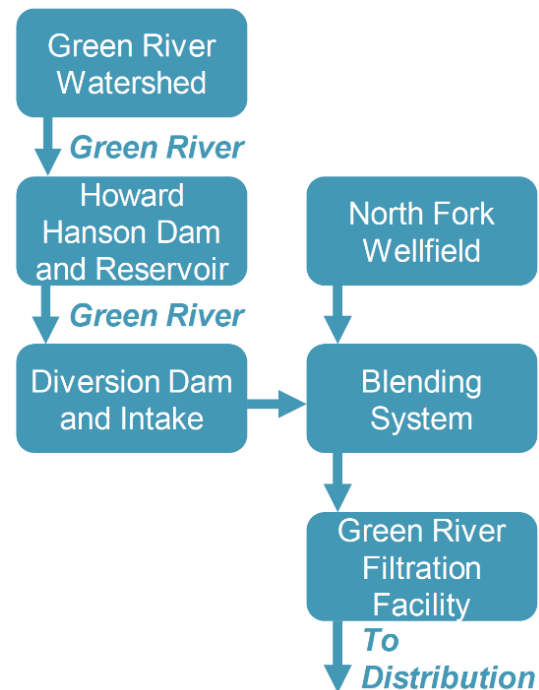 Green River
Watershed
Green River
Howard
Hanson Dam
and Reservoir
North Fork
Wellfield
Green River
Diversion Dam
and Intake
Blending
System
Green River
Filtration
Facility
To
Distribution